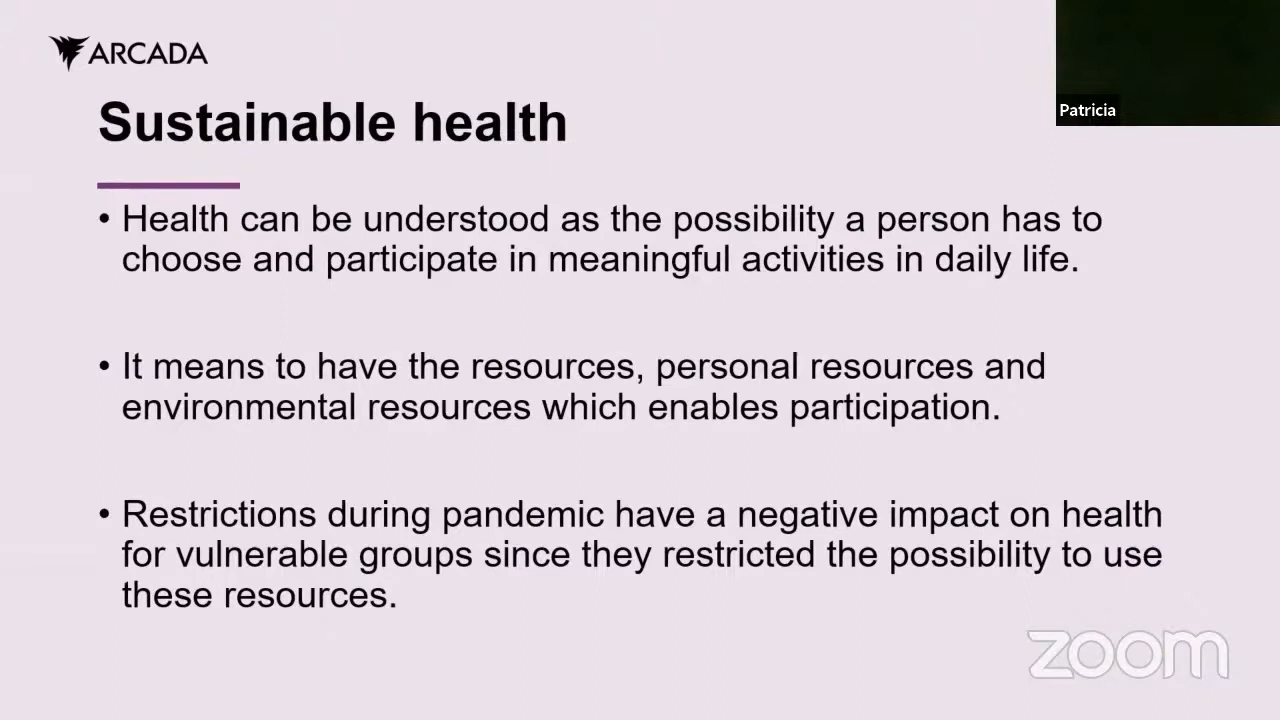 ARCADA
Patricia
Sustainable health
• Health can be understood as the possibility a person has to
choose and participate in meaningful activities in daily life.
• It means to have the resources, personal resources and
environmental resources which enables participation.
• Restrictions during pandemic have a negative impact on health
for vulnerable groups since they restricted the possibility to use
these resources.
zoom